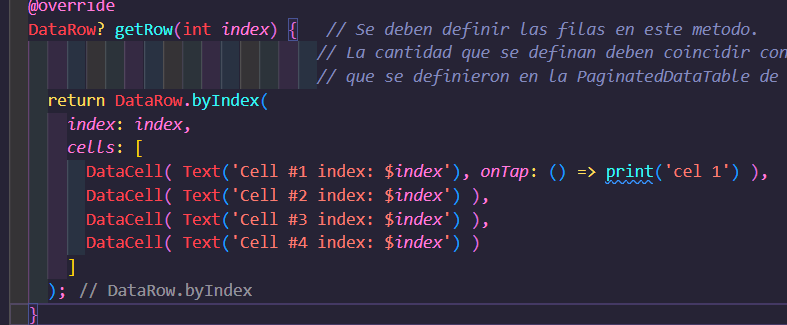 @override
DataRow? getRow(int index) {   // Se deben definir las filas en este metodo.
// La cantidad que se definan deben coincidir con
// que se definieron en la PaginatedDataTable de
return DataRow.byIndex(
index: index,
cells: [
DataCell( Text('Cell #1 index: $index'), onTap: () => print('cel 1') ),
DataCell( Text('Cell #2 index: $index') ),
DataCell( Text('Cell #3 index: $index') ),
DataCell( Text('Cell #4 index: $index') )
]
); // DataRow.byIndex
}